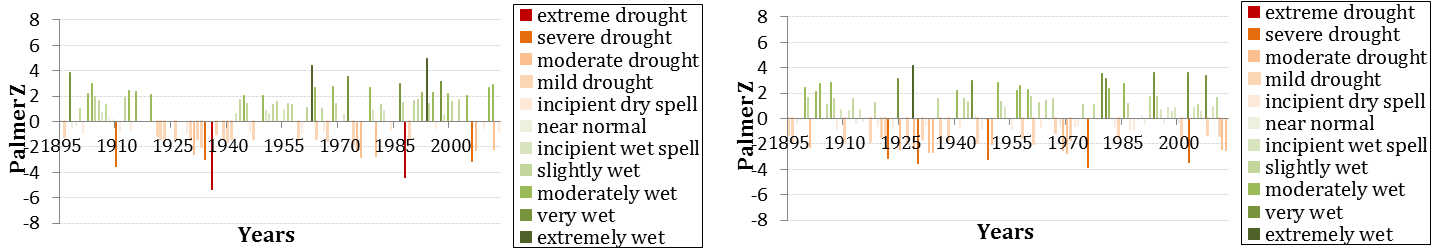 8
6
4
2
0
-2
-4
-6
-8
PalmerZ
1895 1910 1925 1940 1955 1970 1985 2000
Years
extreme drought
severe drought
moderate drought
mild drought
incipient dry spell
near normal
incipient wet spell
slightly wet
moderately wet
very wet
extremely wet
8
6
4
2
0
-2
-4
-6
-8
PalmerZ
1895 1910 1925 1940 1955 1970 1985 2000
Years
extreme drought
severe drought
moderate drought
mild drought
incipient dry spell
near normal
incipient wet spell
slightly wet
moderately wet
very wet
extremely wet